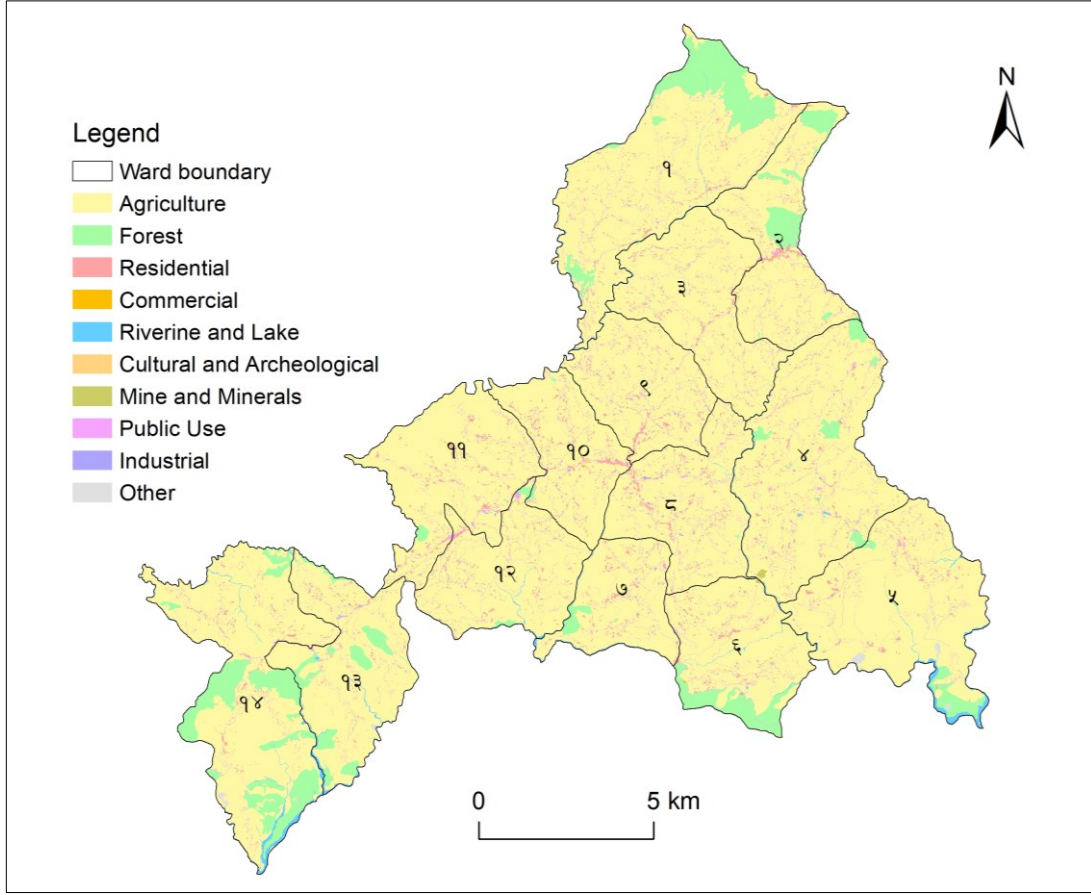 N
Legend
Ward boundary
Agriculture
Forest
Residential
Commercial
Riverine and Lake
Cultural and Archeological
Mine and Minerals
Public Use
Industrial
Other
१
२
३
९
११
१०
४
८
१२
७
५
६
१३
१४
0 5 km